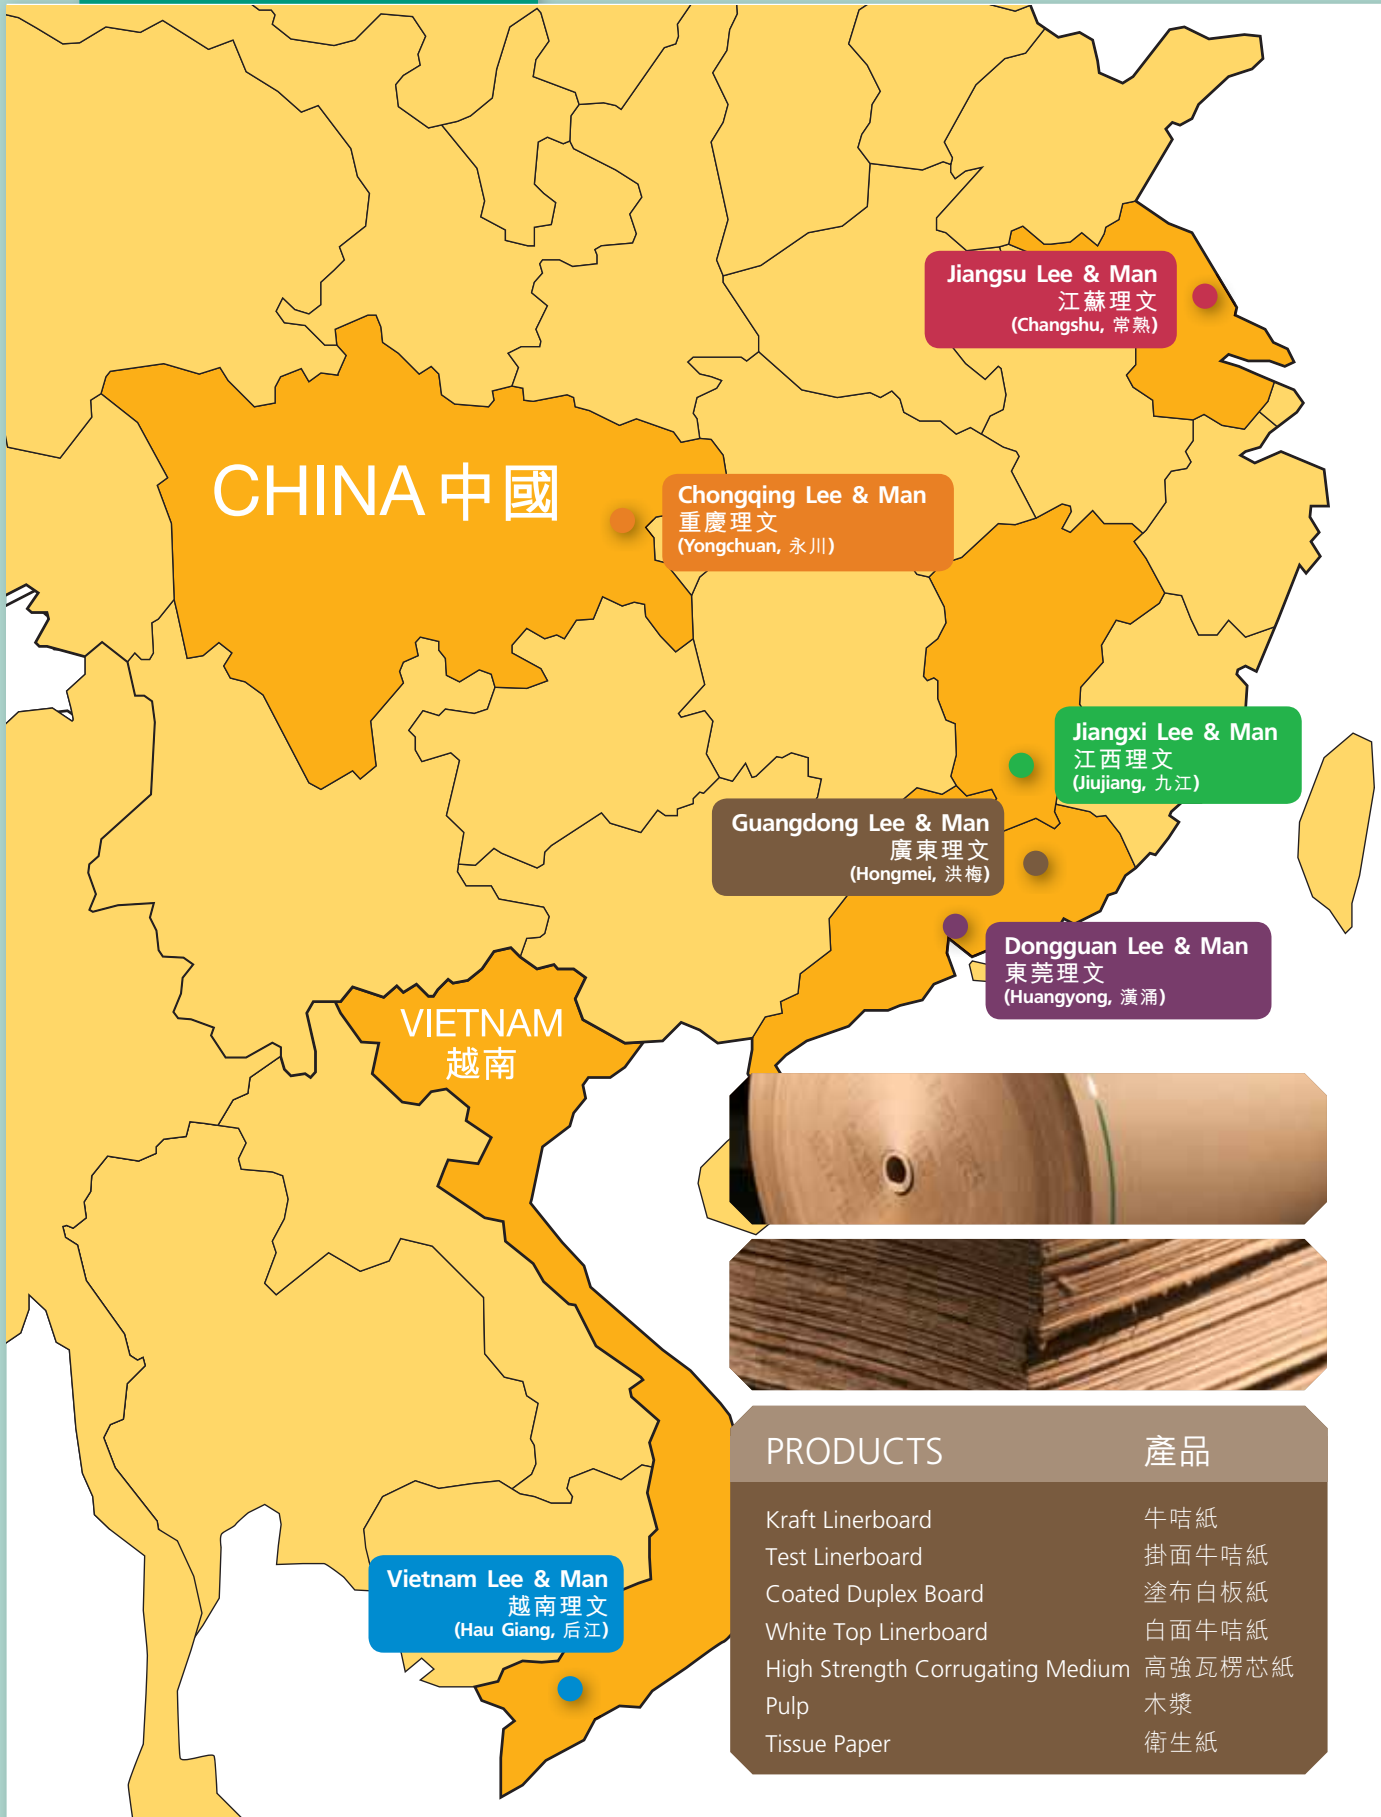 Jiangsu Lee & Man
江蘇理文
(Changshu, 常熟)
CHINA 中國
Chongqing Lee & Man
重慶理文
(Yongchuan, 永川)
Jiangxi Lee & Man
江西理文
(Jiujiang, 九江)
Guangdong Lee & Man
廣東理文
(Hongmei, 洪梅)
Dongguan Lee & Man
東莞理文
(Huangyong, 潢涌)
VIETNAM
越南
Vietnam Lee & Man
越南理文
(Hau Giang, 后江)
PRODUCTS 產品
Kraft Linerboard 牛咭紙
Test Linerboard 掛面牛咭紙
Coated Duplex Board 塗布白板紙
White Top Linerboard 白面牛咭紙
High Strength Corrugating Medium 高強瓦楞芯紙
Pulp 木漿
Tissue Paper 衛生紙